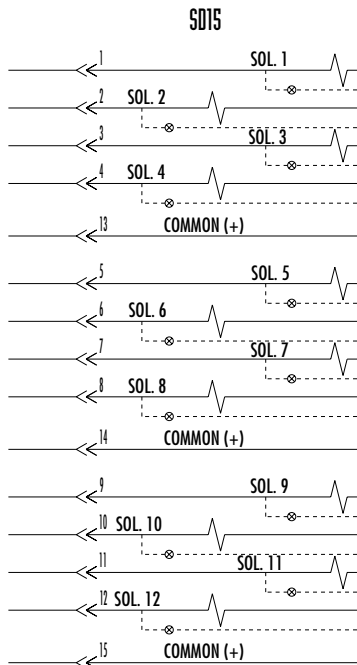 SD15
1 SOL. 1
2 SOL. 2
3 SOL. 3
4 SOL. 4
13 COMMON (+)
5 SOL. 5
6 SOL. 6
7 SOL. 7
8 SOL. 8
14 COMMON (+)
9 SOL. 9
10 SOL. 10
11 SOL. 11
12 SOL. 12
15 COMMON (+)